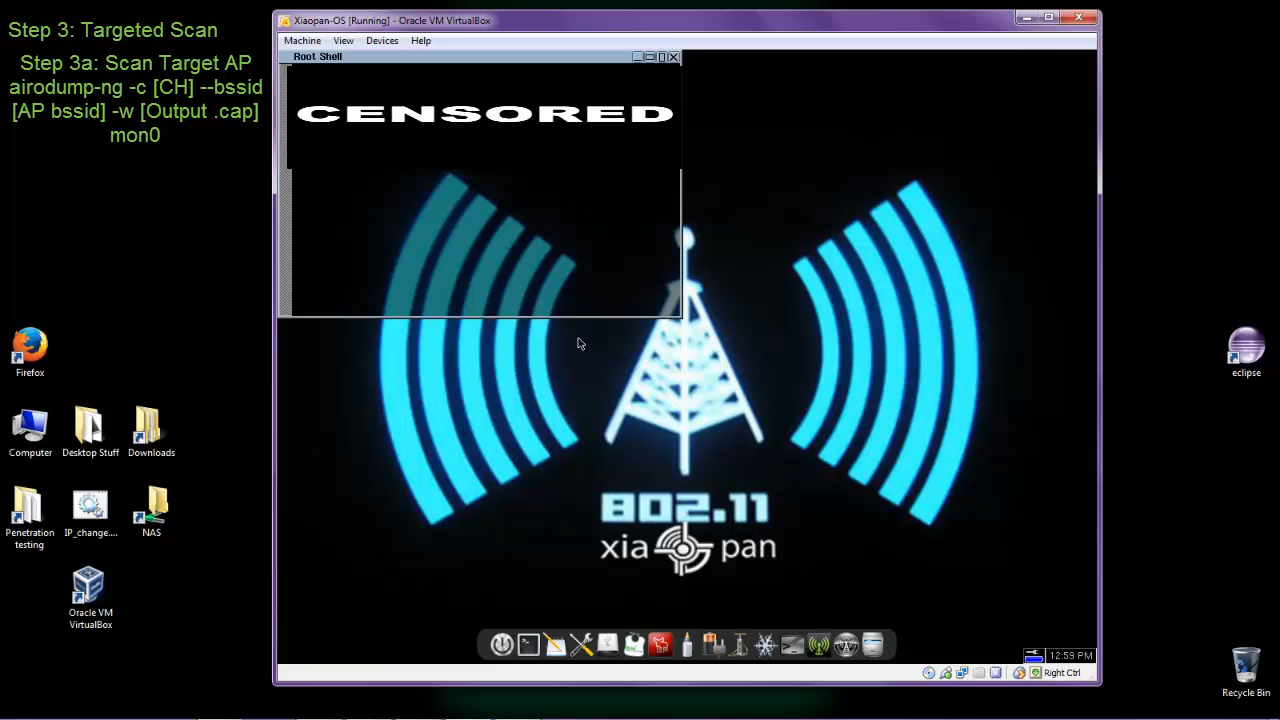 Step 3: Targeted Scan
Step 3a: Scan Target AP
airodump-ng -c [CH] --bssid
[AP bssid] -w [Output .cap]
mon0
Xiaopan-OS [Running] - Oracle VM VirtualBox
Machine View Devices Help
Root Shell
CENSORED
Firefox
eclipse
Computer
Desktop Stuff
Downloads
Penetration
testing
IP_change....
NAS
Oracle VM
VirtualBox
802.11
xia pan
12:59 PM
Right Ctrl
Recycle Bin